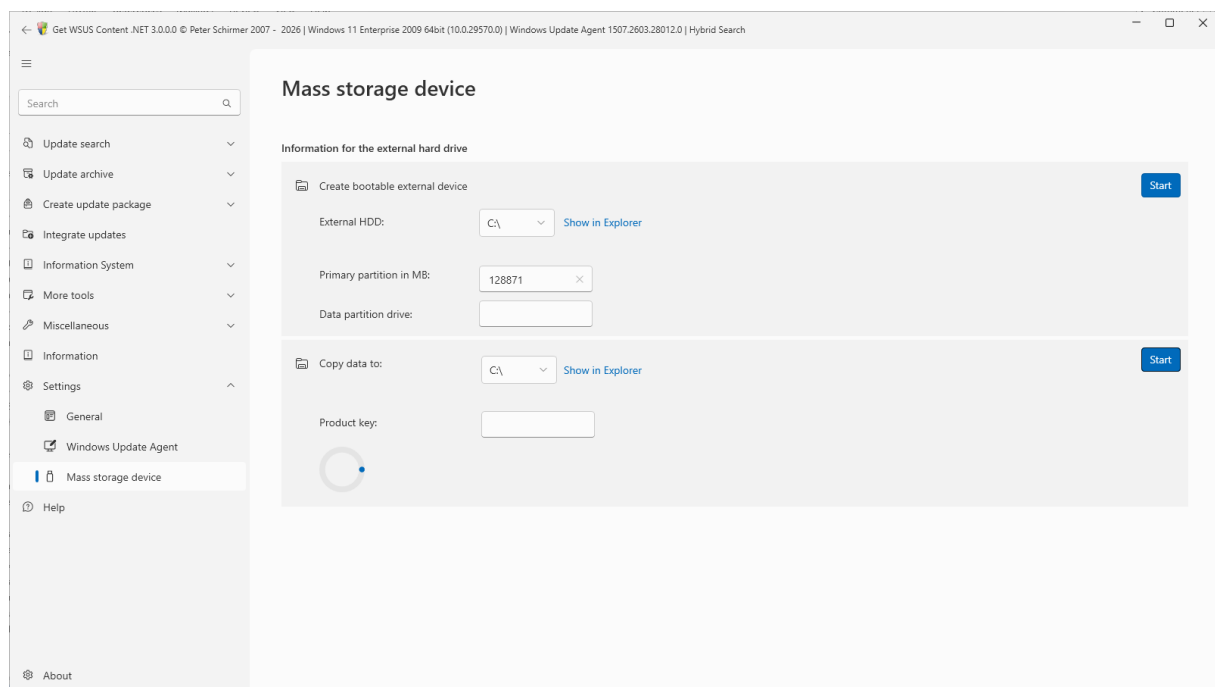 Get WSUS Content .NET 3.0.0.0 © Peter Schirmer 2007 - 2026 | Windows 11 Enterprise 2009 64bit (10.0.29570.0) | Windows Update Agent 1507.2603.28012.0 | Hybrid Search
Search
Update search
Update archive
Create update package
Integrate updates
Information System
More tools
Miscellaneous
Information
Settings
General
Windows Update Agent
Mass storage device
Help
About
Mass storage device
Information for the external hard drive
Create bootable external device
Start
External HDD:
C:\
Show in Explorer
Primary partition in MB:
128871
Data partition drive:
Copy data to:
C:\
Show in Explorer
Start
Product key: